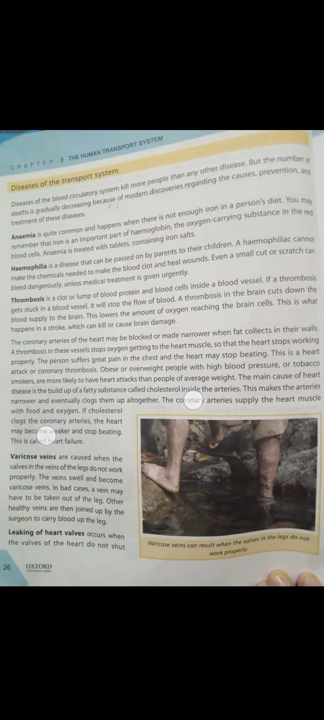 CHAPTER 3 THE HUMAN TRANSPORT SYSTEM
Diseases of the transport system
Diseases of the blood circulatory system kill more people than any other disease. But the number of
deaths is gradually decreasing because of modern discoveries regarding the causes, prevention, and
treatment of these diseases.
Anaemia is quite common and happens when there is not enough iron in a person's diet. You may
remember that iron is an important part of haemoglobin, the oxygen-carrying substance in the red
blood cells. Anaemia is treated with tablets, containing iron salts.
Haemophilia is a disease that can be passed on by parents to their children. A haemophiliac cannot
make the chemicals needed to make the blood clot and heal wounds. Even a small cut or scratch can
bleed dangerously, unless medical treatment is given urgently.
Thrombosis is a clot or lump of blood protein and blood cells inside a blood vessel. If a thrombosis
gets stuck in a blood vessel, it will stop the flow of blood. A thrombosis in the brain cuts down the
blood supply to the brain. This lowers the amount of oxygen reaching the brain cells. This is what
happens in a stroke, which can kill or cause brain damage.
The coronary arteries of the heart may be blocked or made narrower when fat collects in their walls.
A thrombosis in these vessels stops oxygen getting to the heart muscle, so that the heart stops working
properly. The person suffers great pain in the chest and the heart may stop beating. This is a heart
attack or coronary thrombosis. Obese or overweight people with high blood pressure, or tobacco
smokers, are more likely to have heart attacks than people of average weight. The main cause of heart
disease is the build up of a fatty substance called cholesterol inside the arteries. This makes the arteries
narrower and eventually clogs them up altogether. The coronary arteries supply the heart muscle
with food and oxygen. If cholesterol
clogs the coronary arteries, the heart
may become weaker and stop beating.
This is called heart failure.
Varicose veins are caused when the
valves in the veins of the legs do not work
properly. The veins swell and become
varicose veins. In bad cases, a vein may
have to be taken out of the leg. Other
healthy veins are then joined up by the
surgeon to carry blood up the leg.
Leaking of heart valves occurs when
the valves of the heart do not shut
Varicose veins can result when the valves in the legs do not
work properly
26 OXFORD